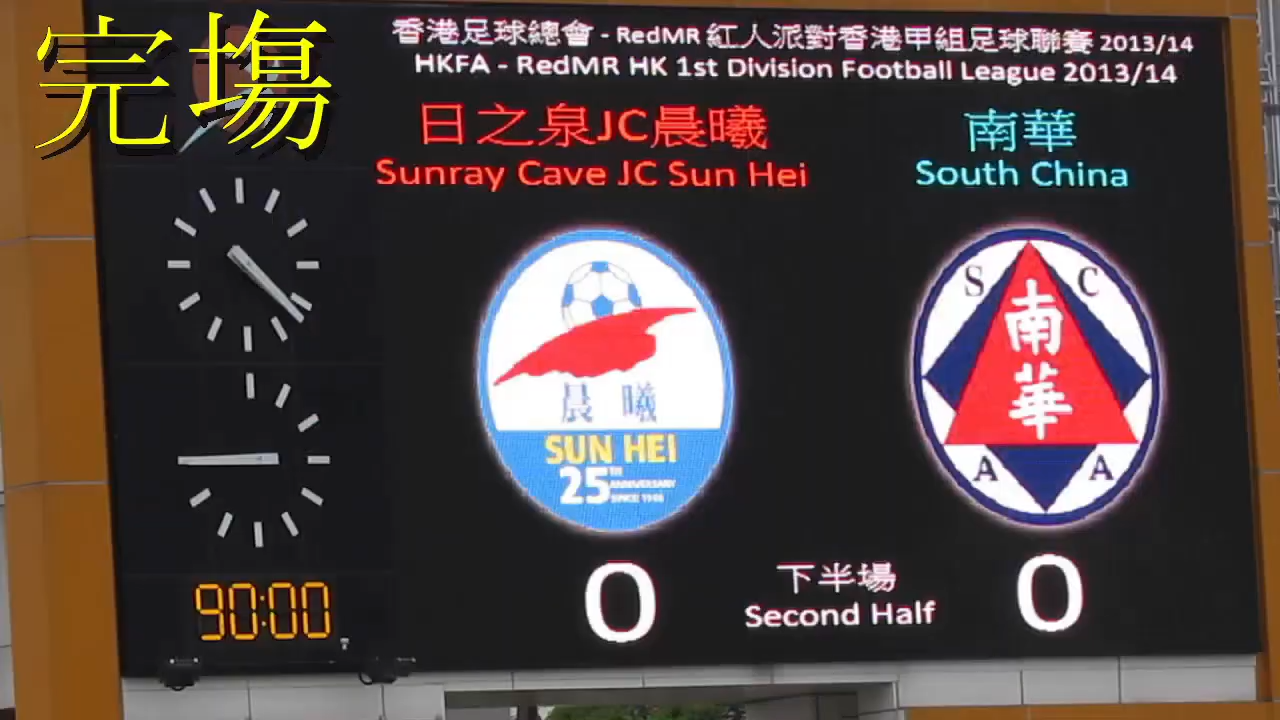 完場
香港足球總會 - RedMR 紅人派對香港甲組足球聯賽 2013/14
HKFA - RedMR HK 1st Division Football League 2013/14
日之泉JC晨曦
Sunray Cave JC Sun Hei
南華
South China
晨 曦
SUN HEI
25TH
ANNIVERSARY
SINCE 1986
S C
南
華
A A
0
下半場
Second Half
0
90:00